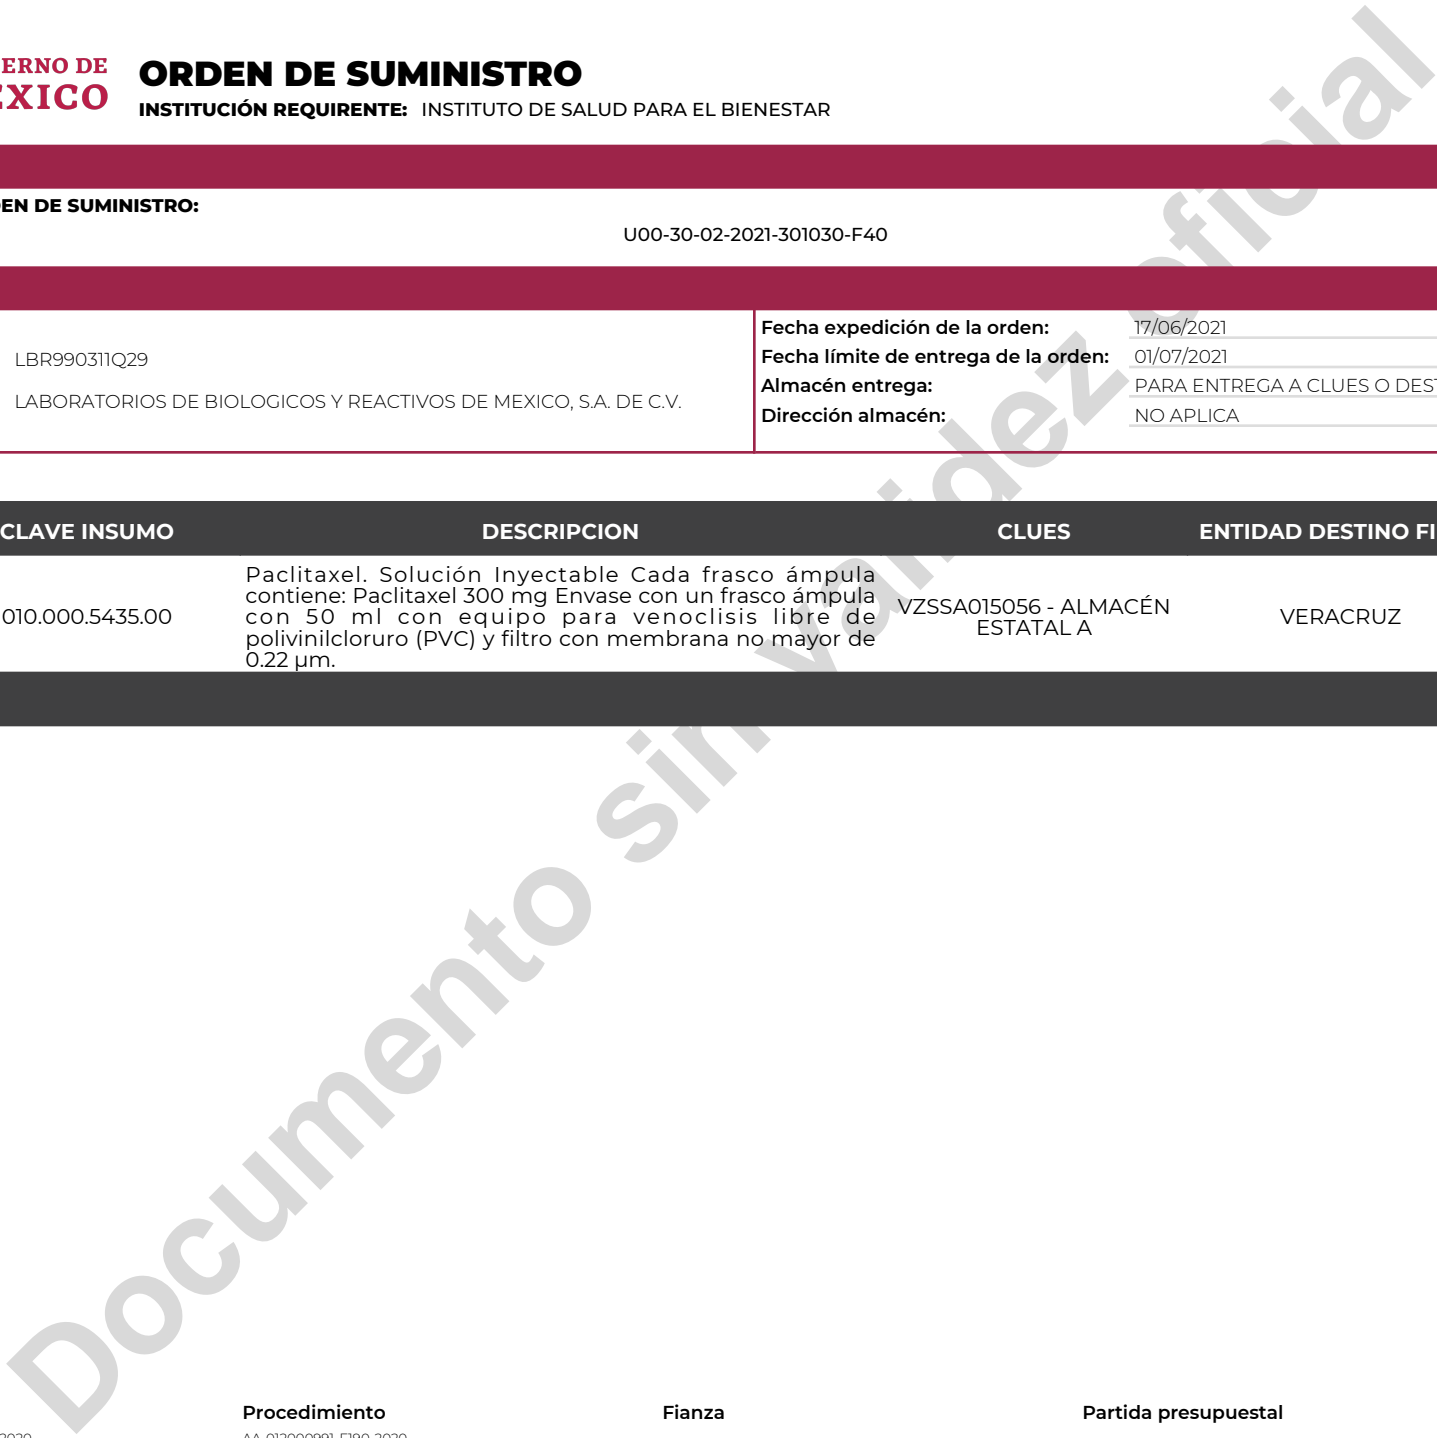 ERNO DE
EXICO
ORDEN DE SUMINISTRO
INSTITUCIÓN REQUIRENTE: INSTITUTO DE SALUD PARA EL BIENESTAR
EN DE SUMINISTRO:
U00-30-02-2021-301030-F40
LBR990311Q29
LABORATORIOS DE BIOLOGICOS Y REACTIVOS DE MEXICO, S.A. DE C.V.
Fecha expedición de la orden: 17/06/2021
Fecha límite de entrega de la orden: 01/07/2021
Almacén entrega: PARA ENTREGA A CLUES O DEST
Dirección almacén: NO APLICA
CLAVE INSUMO DESCRIPCION CLUES ENTIDAD DESTINO FI
010.000.5435.00
Paclitaxel. Solución Inyectable Cada frasco ámpula
contiene: Paclitaxel 300 mg Envase con un frasco ámpula
con 50 ml con equipo para venoclisis libre de
polivinilcloruro (PVC) y filtro con membrana no mayor de
0.22 µm.
VZSSA015056 - ALMACÉN
ESTATAL A
VERACRUZ
Documento sin validez oficial
Procedimiento Fianza Partida presupuestal